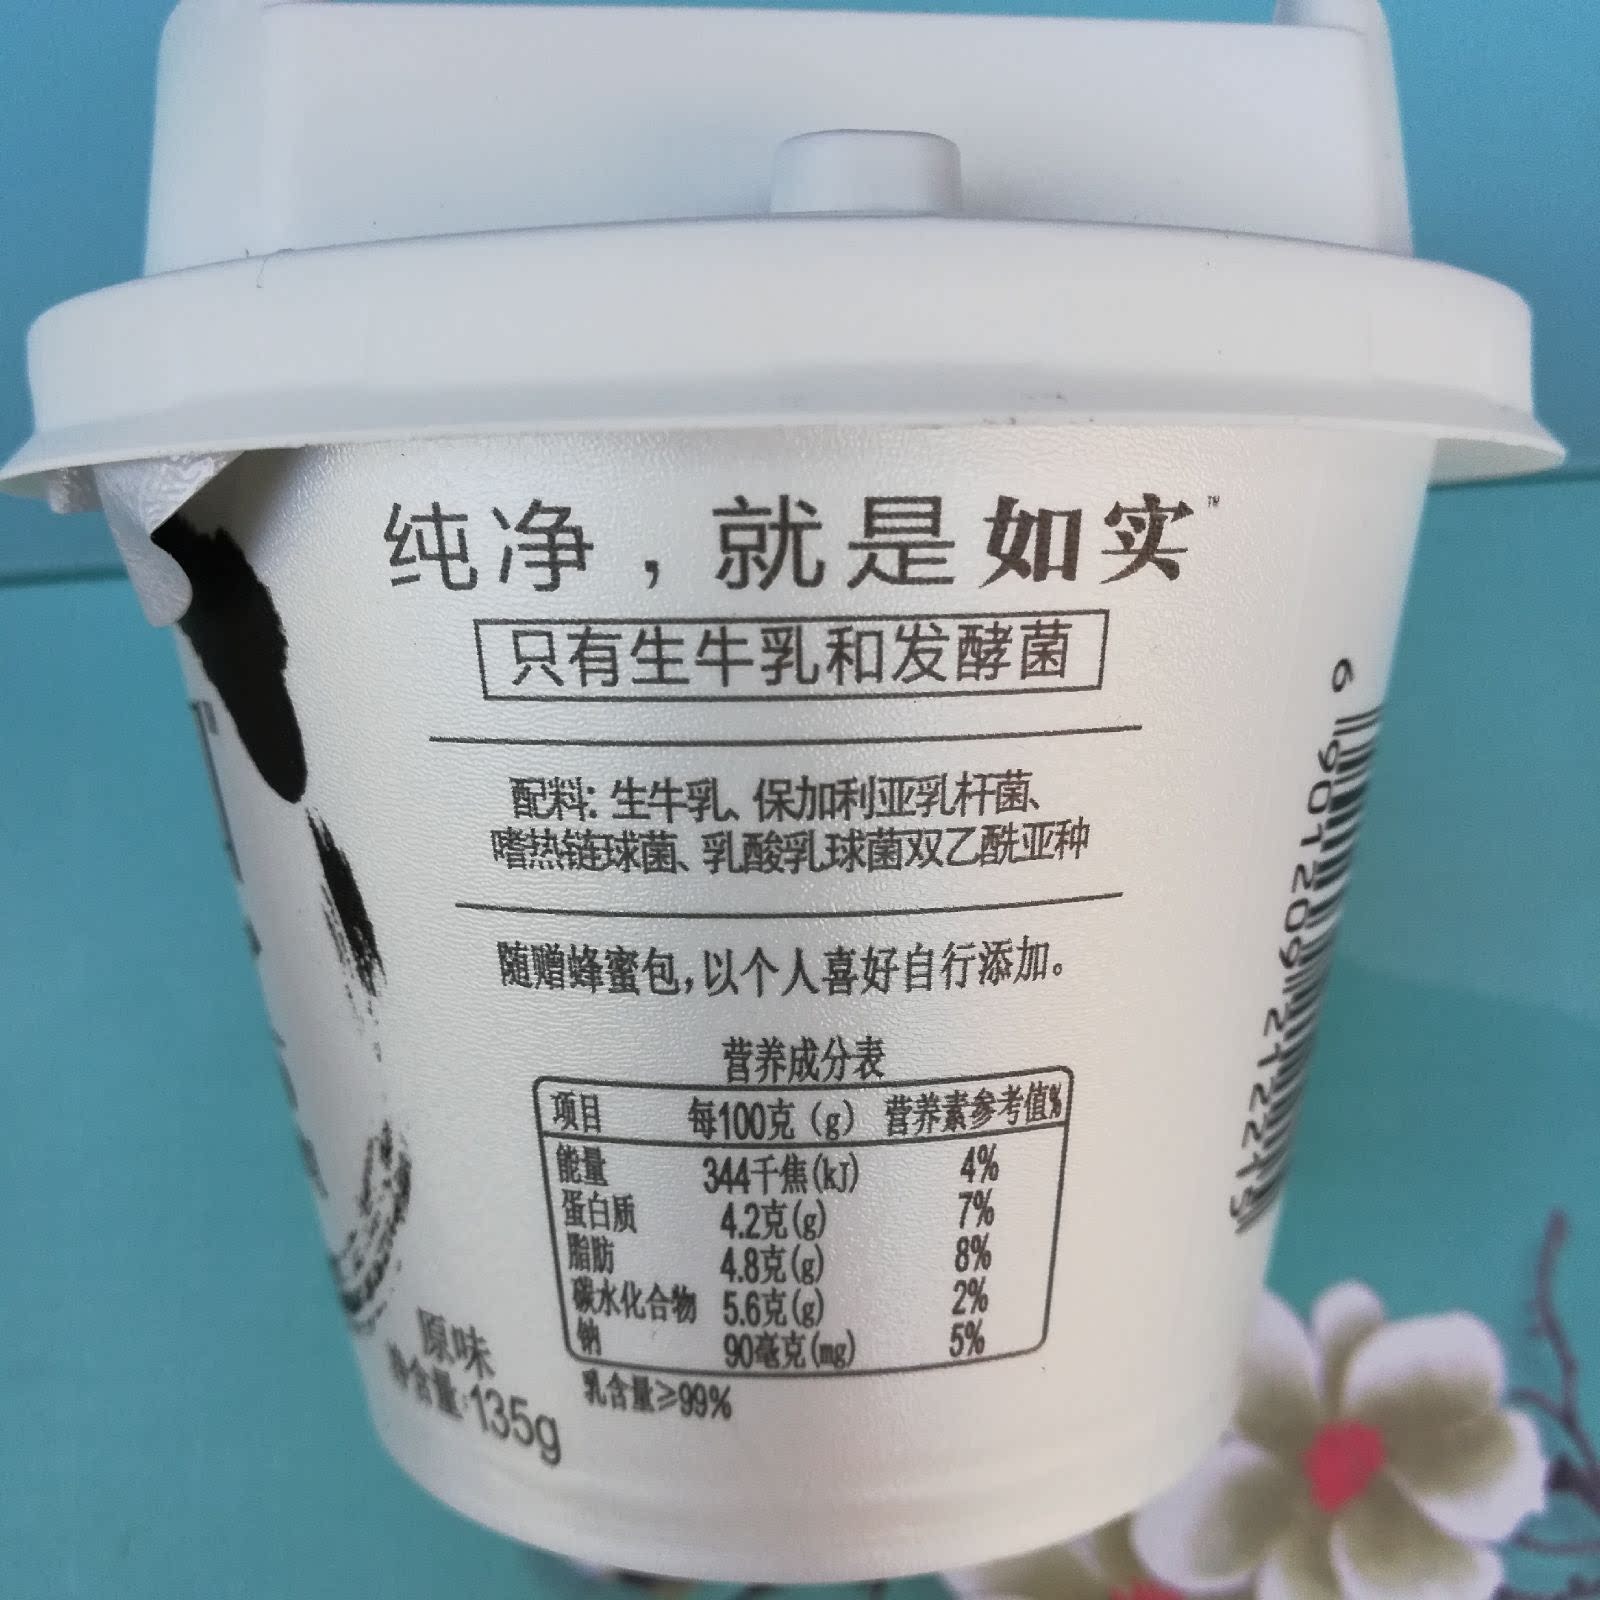 纯净，就是如实™
只有生牛乳和发酵菌
配料：生牛乳、保加利亚乳杆菌、
嗜热链球菌、乳酸乳球菌双乙酰亚种
随赠蜂蜜包，以个人喜好自行添加。
营养成分表
项目 每100克（g） 营养素参考值%
能量 344千焦(kJ) 4%
蛋白质 4.2克(g) 7%
脂肪 4.8克(g) 8%
碳水化合物 5.6克(g) 2%
钠 90毫克(mg) 5%
乳含量≥99%
原味
净含量:135g
6 901209 212215